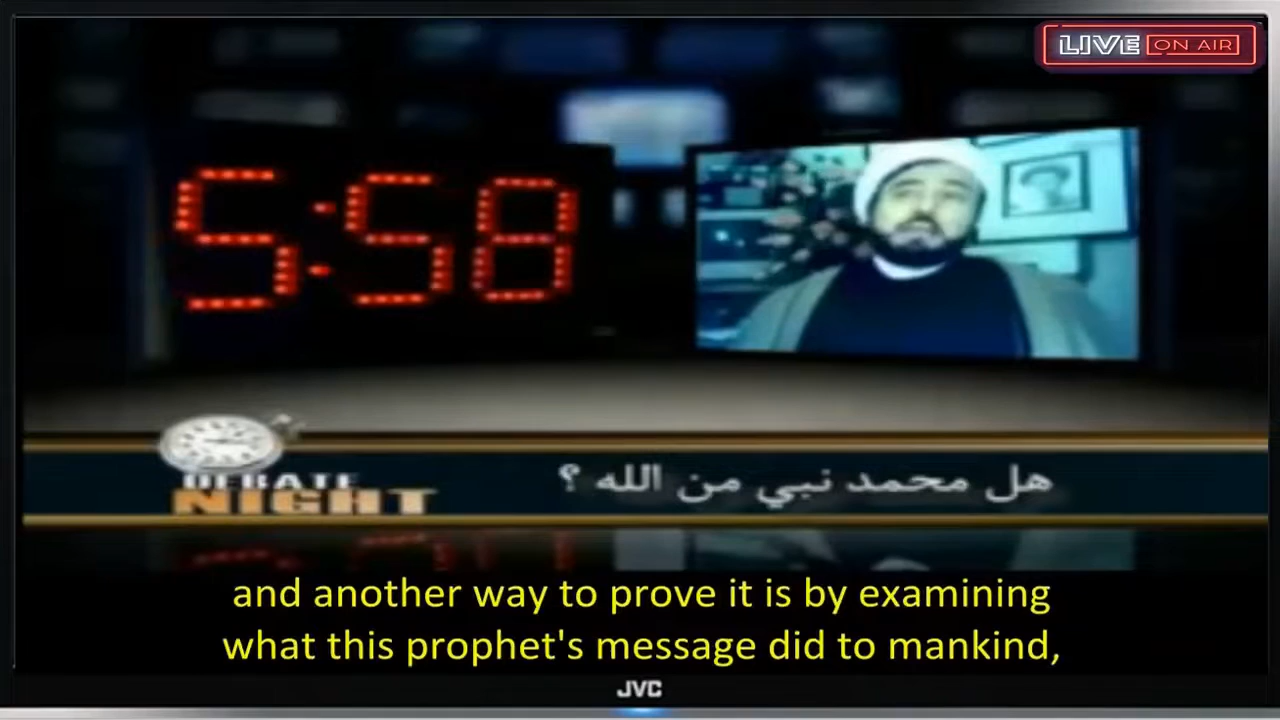 LIVE ON AIR
5:58
DEBATE
NIGHT
هل محمد نبي من الله ؟
and another way to prove it is by examining
what this prophet's message did to mankind,
JVC